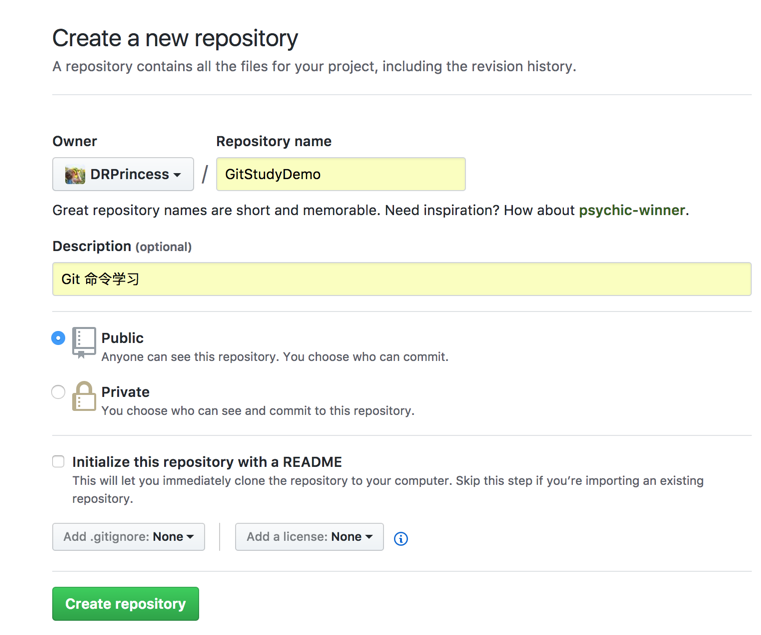 Create a new repository
A repository contains all the files for your project, including the revision history.
Owner
Repository name
DRPrincess
/
GitStudyDemo
Great repository names are short and memorable. Need inspiration? How about psychic-winner.
Description (optional)
Git 命令学习
Public
Anyone can see this repository. You choose who can commit.
Private
You choose who can see and commit to this repository.
Initialize this repository with a README
This will let you immediately clone the repository to your computer. Skip this step if you’re importing an existing
repository.
Add .gitignore: None
Add a license: None
Create repository